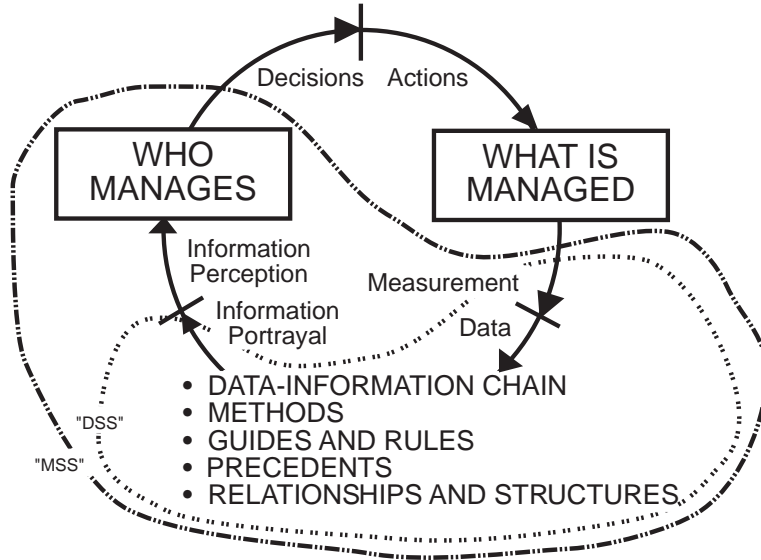 Decisions Actions
WHO
MANAGES
WHAT IS
MANAGED
Information
Perception
Measurement
Information
Portrayal
Data
• DATA-INFORMATION CHAIN
• METHODS
• GUIDES AND RULES
• PRECEDENTS
• RELATIONSHIPS AND STRUCTURES
"DSS"
"MSS"